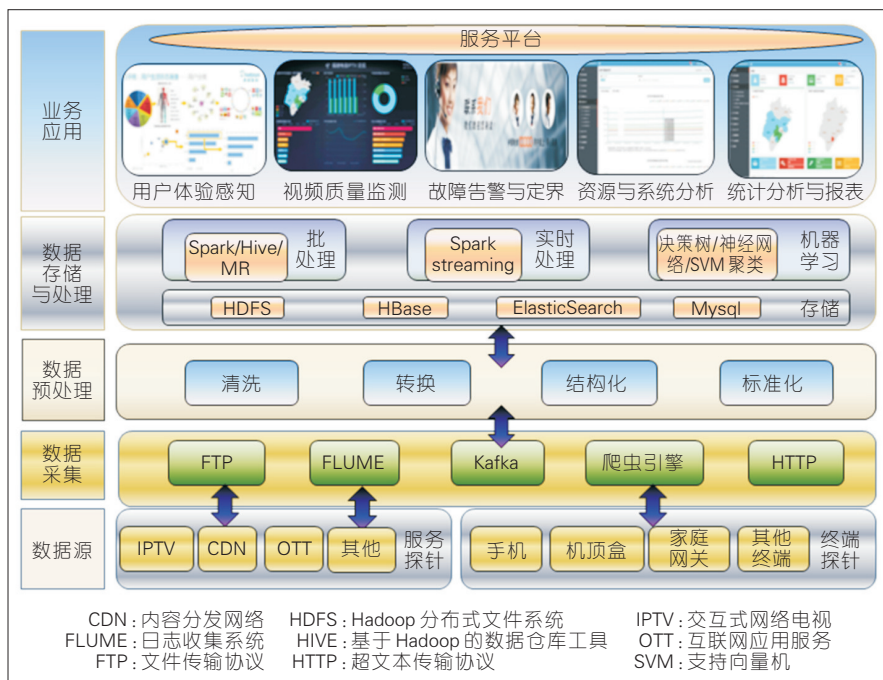 服务平台
业务
应用
用户体验感知
视频质量监测
故障告警与定界
资源与系统分析
统计分析与报表
数据
存储
与处理
Spark/Hive/
MR
批
处理
Spark
streaming
实时
处理
决策树/神经网
络/SVM 聚类
机器
学习
HDFS
HBase
ElasticSearch
Mysql
存储
数据
预处理
清洗
转换
结构化
标准化
数据
采集
FTP
FLUME
Kafka
爬虫引擎
HTTP
数据源
IPTV
CDN
OTT
其他
服务
探针
手机
机顶盒
家庭
网关
其他
终端
终端
探针
CDN：内容分发网络
FLUME：日志收集系统
FTP：文件传输协议
HDFS：Hadoop 分布式文件系统
HIVE：基于 Hadoop 的数据仓库工具
HTTP：超文本传输协议
IPTV：交互式网络电视
OTT：互联网应用服务
SVM：支持向量机